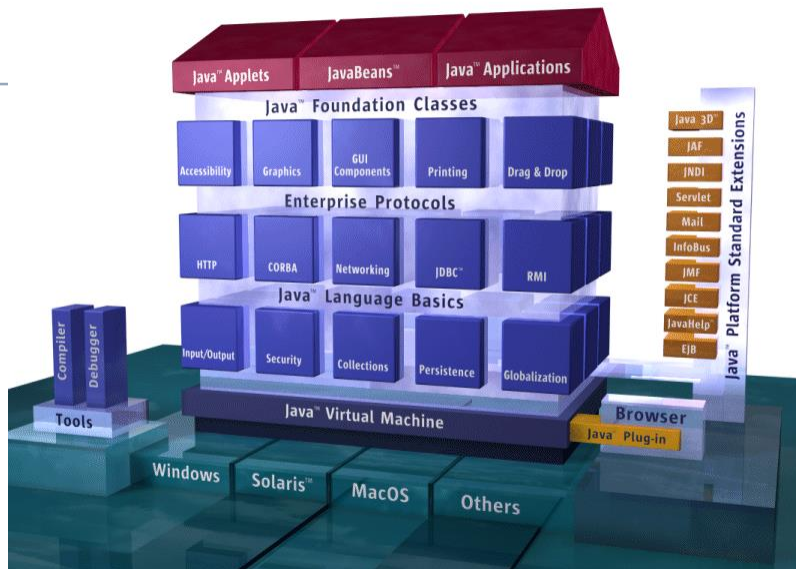 Java™ Applets
JavaBeans™
Java™ Applications
Java™ Foundation Classes
Accessibility
Graphics
GUI
Components
Printing
Drag & Drop
Enterprise Protocols
HTTP
CORBA
Networking
JDBC™
RMI
Java™ Language Basics
Input/Output
Security
Collections
Persistence
Globalization
Java™ Virtual Machine
Compiler
Debugger
Tools
Windows
Solaris™
MacOS
Others
Browser
Java™ Plug-in
Java 3D™
JAF
JNDI
Servlet
Mail
InfoBus
JMF
JCE
JavaHelp™
EJB
Java™ Platform Standard Extensions